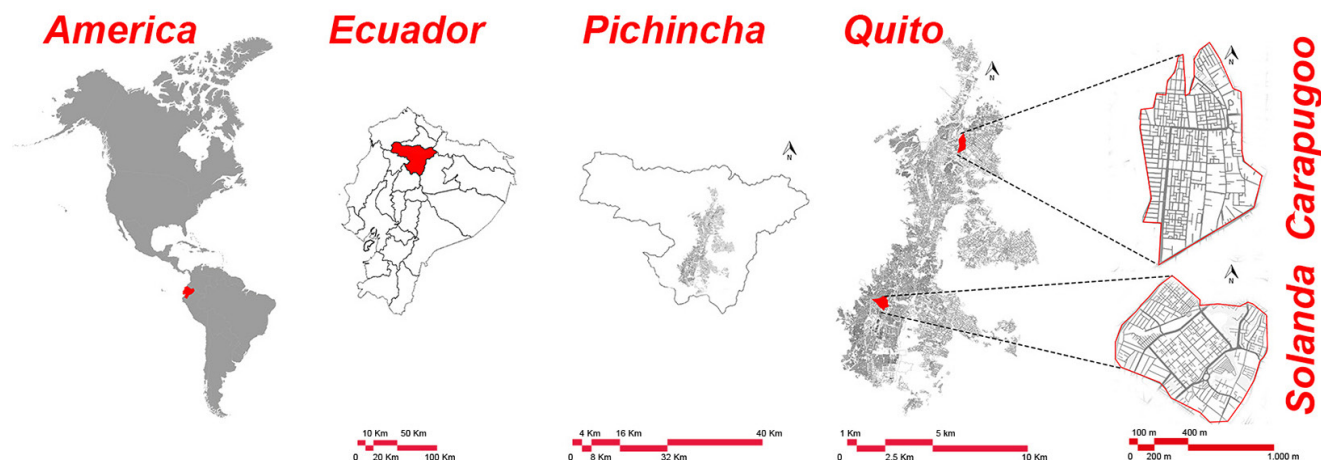 America
Ecuador
Pichincha
Quito
Carapugoo
Solanda
N
N
N
N
10 Km 50 Km
0 20 Km 100 Km
4 Km 16 Km 40 Km
0 8 Km 32 Km
1 Km 5 km
0 2.5 Km 10 Km
100 m 400 m
0 200 m 1.000 m